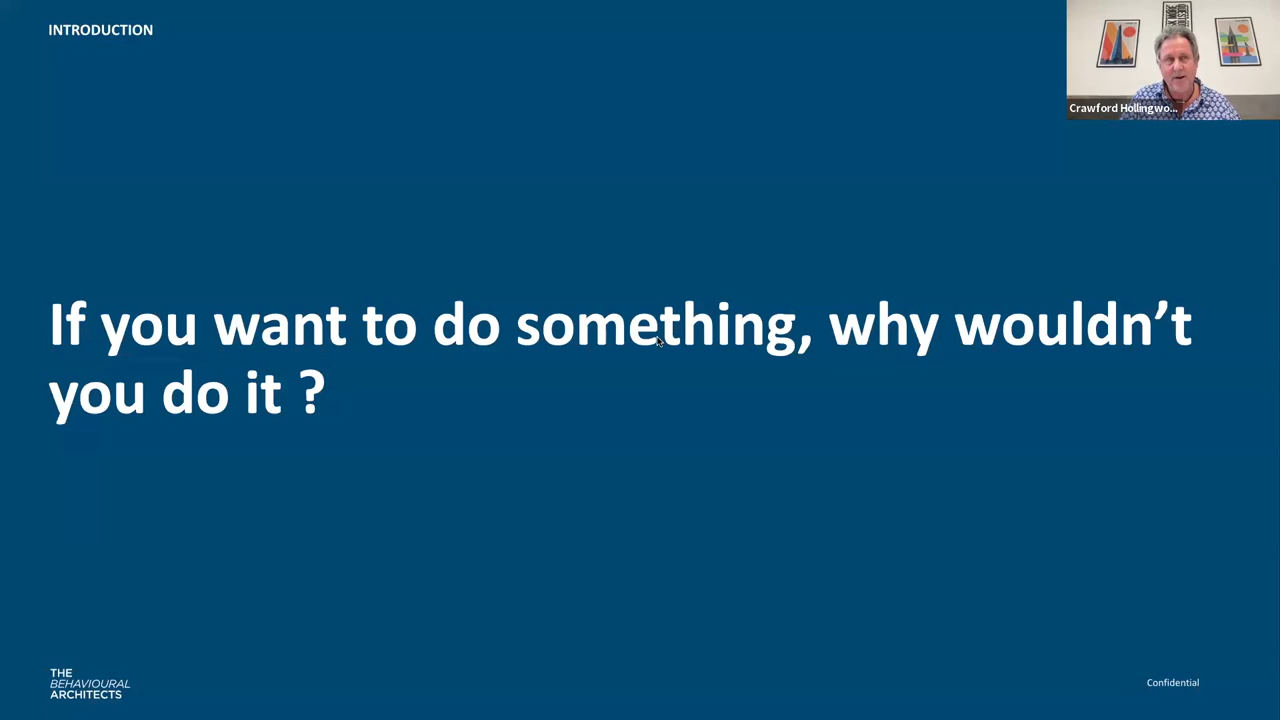 INTRODUCTION
Crawford Hollingwo...
If you want to do something, why wouldn’t
you do it ?
THE
BEHAVIOURAL
ARCHITECTS
Confidential